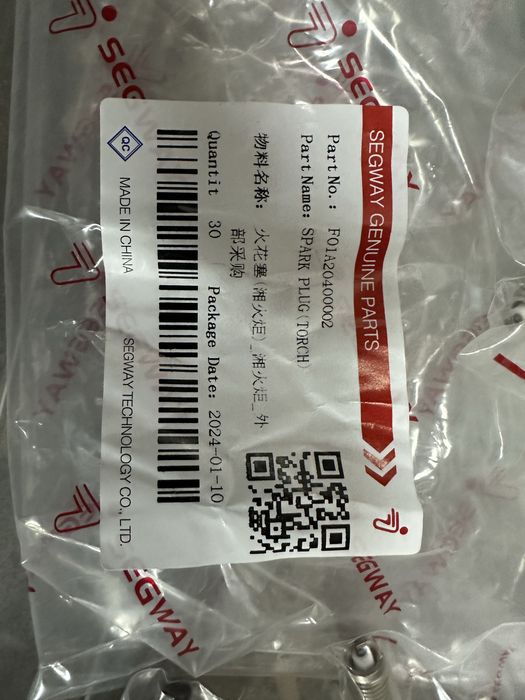 SEGWAY GENUINE PARTS
Part No.: F01A20400002
Part Name: SPARK PLUG(TORCH)
物料名称: 火花塞(湘火炬)_湘火炬_外
部采购
Quantit 30 Package Date: 2024-01-10
QC MADE IN CHINA SEGWAY TECHNOLOGY CO., LTD.
SEGWAY
SEGWAY
SEGWAY
SEGWAY